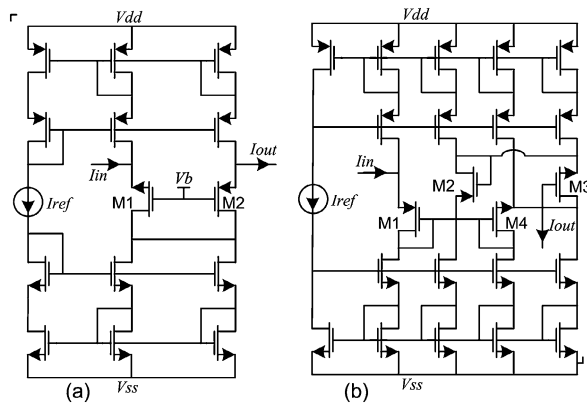 Vdd
Vdd
Iin
Vb
Iref
M1
M2
Iout
Iin
M2
M3
Iref
M1
M4
Iout
(a)
Vss
(b)
Vss